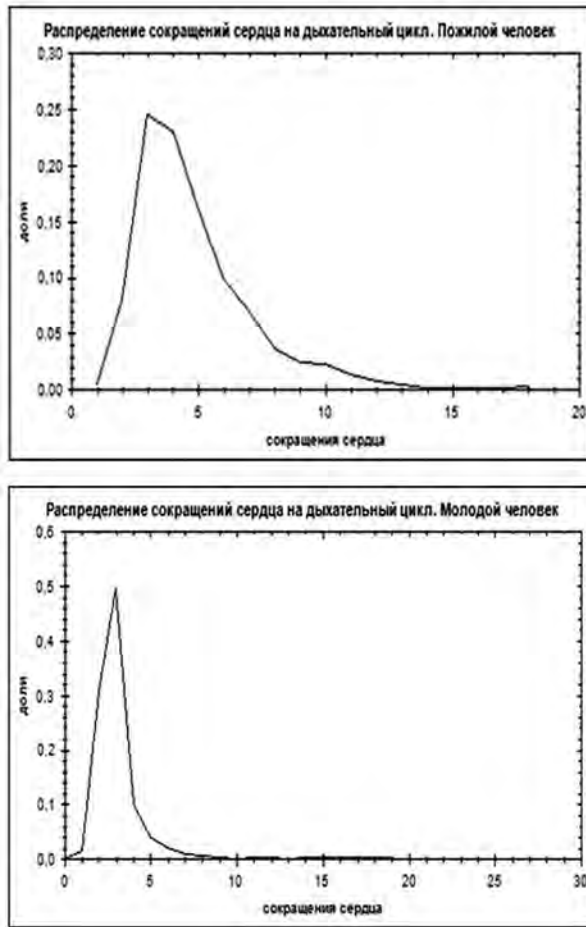 Распределение сокращений сердца на дыхательный цикл. Пожилой человек
0,30
0,25
0,20
0,15
0,10
0,05
0,00
доли
0 5 10 15 20
сокращения сердца
Распределение сокращений сердца на дыхательный цикл. Молодой человек
0,6
0,5
0,4
0,3
0,2
0,1
0,0
доли
0 5 10 15 20 25 30
сокращения сердца